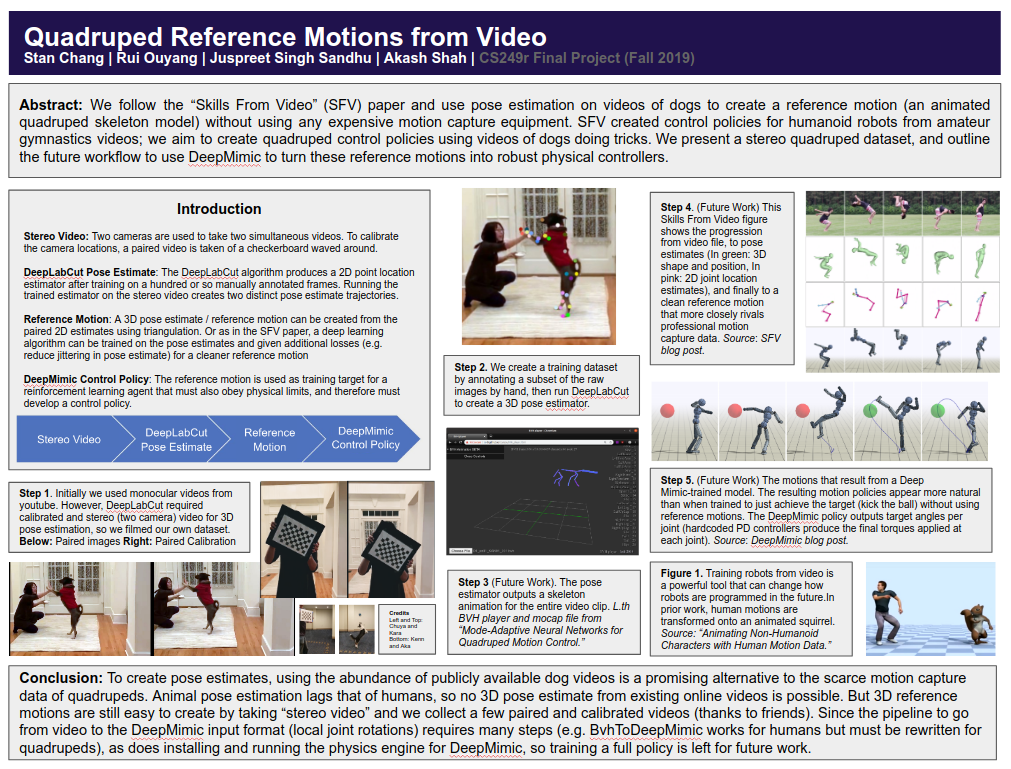 Quadruped Reference Motions from Video
Stan Chang | Rui Ouyang | Juspreet Singh Sandhu | Akash Shah | CS249r Final Project (Fall 2019)
Abstract: We follow the “Skills From Video” (SFV) paper and use pose estimation on videos of dogs to create a reference motion (an animated
quadruped skeleton model) without using any expensive motion capture equipment. SFV created control policies for humanoid robots from amateur
gymnastics videos; we aim to create quadruped control policies using videos of dogs doing tricks. We present a stereo quadruped dataset, and outline
the future workflow to use DeepMimic to turn these reference motions into robust physical controllers.
Introduction
Stereo Video: Two cameras are used to take two simultaneous videos. To calibrate
the camera locations, a paired video is taken of a checkerboard waved around.
DeepLabCut Pose Estimate: The DeepLabCut algorithm produces a 2D point location
estimator after training on a hundred or so manually annotated frames. Running the
trained estimator on the stereo video creates two distinct pose estimate trajectories.
Reference Motion: A 3D pose estimate / reference motion can be created from the
paired 2D estimates using triangulation. Or as in the SFV paper, a deep learning
algorithm can be trained on the pose estimates and given additional losses (e.g.
reduce jittering in pose estimate) for a cleaner reference motion
DeepMimic Control Policy: The reference motion is used as training target for a
reinforcement learning agent that must also obey physical limits, and therefore must
develop a control policy.
Stereo Video
DeepLabCut
Pose Estimate
Reference
Motion
DeepMimic
Control Policy
Step 1. Initially we used monocular videos from
youtube. However, DeepLabCut required
calibrated and stereo (two camera) video for 3D
pose estimation, so we filmed our own dataset.
Below: Paired images Right: Paired Calibration
Credits
Left and Top:
Chuya and
Kara
Bottom: Kenn
and Aka
Step 2. We create a training dataset
by annotating a subset of the raw
images by hand, then run DeepLabCut
to create a 3D pose estimator.
Step 3 (Future Work). The pose
estimator outputs a skeleton
animation for the entire video clip. L.th
BVH player and mocap file from
“Mode-Adaptive Neural Networks for
Quadruped Motion Control.”
Step 4. (Future Work) This
Skills From Video figure
shows the progression
from video file, to pose
estimates (In green: 3D
shape and position, In
pink: 2D joint location
estimates), and finally to a
clean reference motion
that more closely rivals
professional motion
capture data. Source: SFV
blog post.
Step 5. (Future Work) The motions that result from a Deep
Mimic-trained model. The resulting motion policies appear more natural
than when trained to just achieve the target (kick the ball) without using
reference motions. The DeepMimic policy outputs target angles per
joint (hardcoded PD controllers produce the final torques applied at
each joint). Source: DeepMimic blog post.
Figure 1. Training robots from video is
a powerful tool that can change how
robots are programmed in the future.In
prior work, human motions are
transformed onto an animated squirrel.
Source: “Animating Non-Humanoid
Characters with Human Motion Data.”
Conclusion: To create pose estimates, using the abundance of publicly available dog videos is a promising alternative to the scarce motion capture
data of quadrupeds. Animal pose estimation lags that of humans, so no 3D pose estimate from existing online videos is possible. But 3D reference
motions are still easy to create by taking “stereo video” and we collect a few paired and calibrated videos (thanks to friends). Since the pipeline to go
from video to the DeepMimic input format (local joint rotations) requires many steps (e.g. BvhToDeepMimic works for humans but must be rewritten for
quadrupeds), as does installing and running the physics engine for DeepMimic, so training a full policy is left for future work.